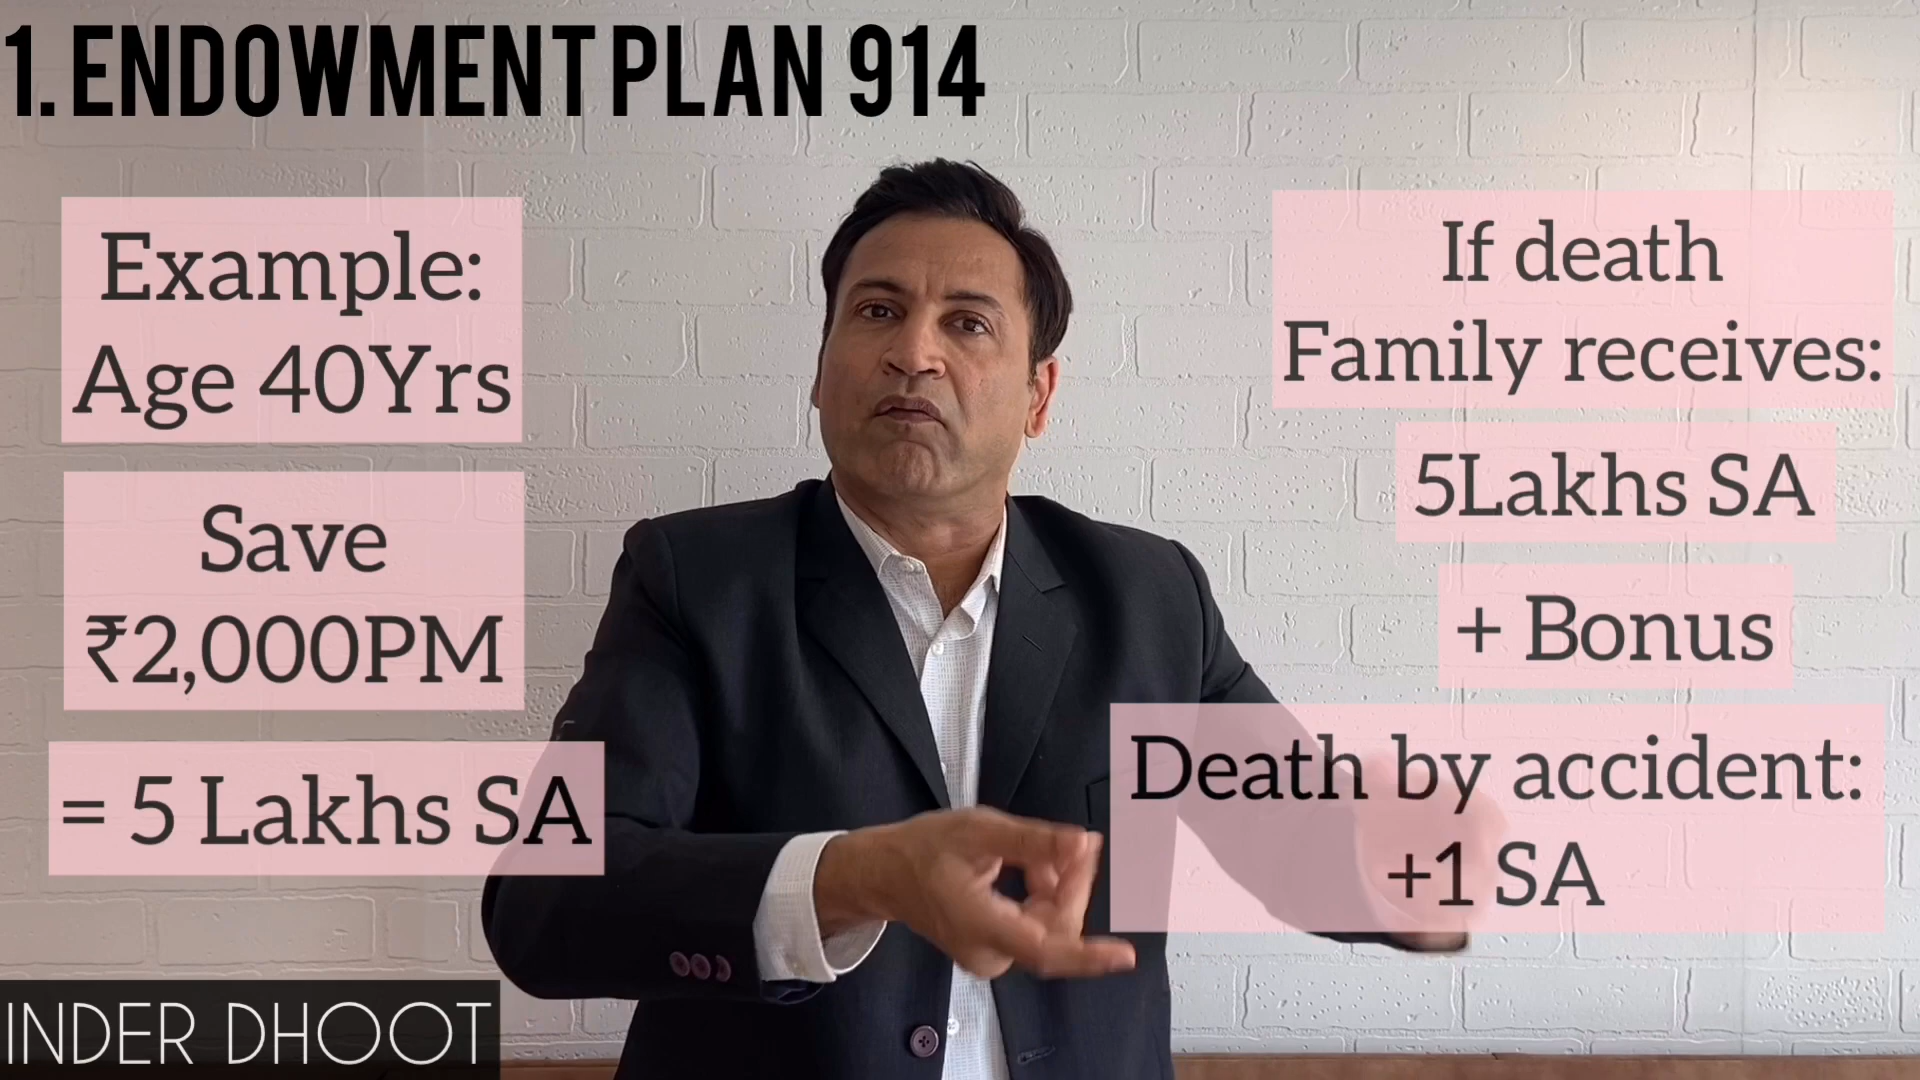 1. ENDOWMENT PLAN 914
Example:
Age 40Yrs
Save
₹2,000PM
= 5 Lakhs SA
If death
Family receives:
5Lakhs SA
+ Bonus
Death by accident:
+1 SA
INDER DHOOT